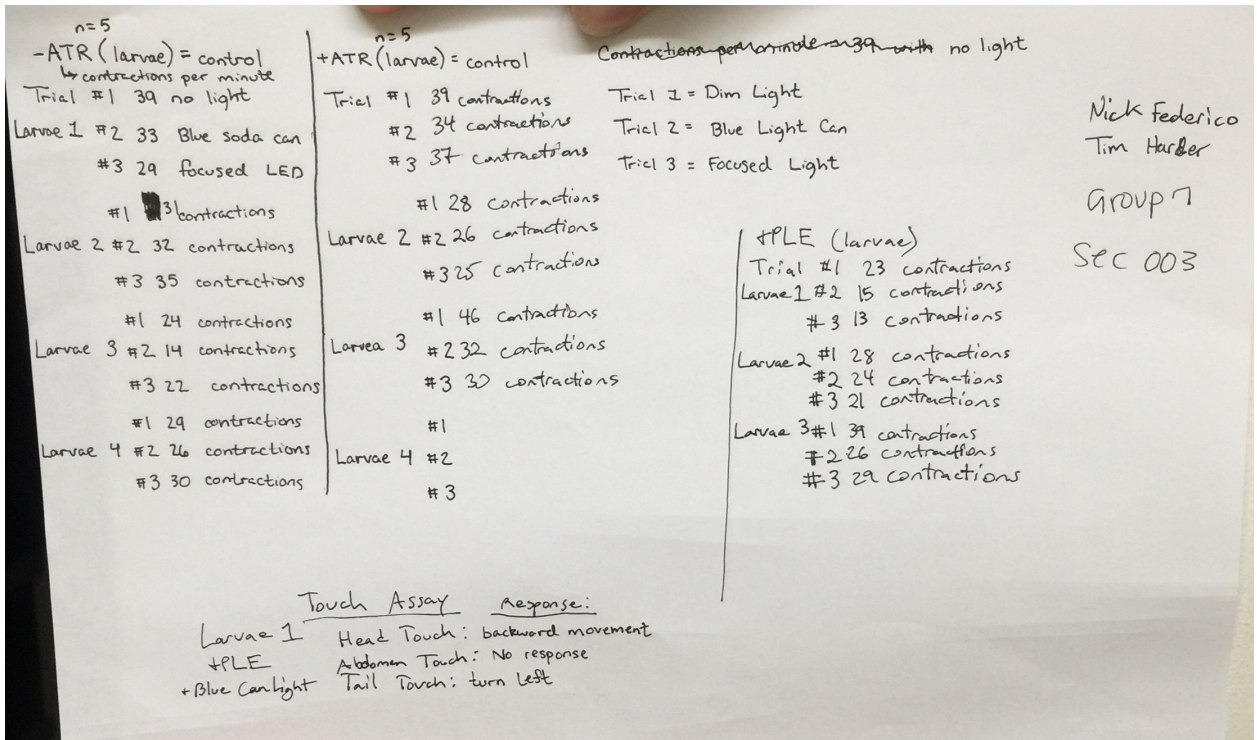 n=5
-ATR (larvae) = control
↳ contractions per minute
Trial #1 39 no light
Larvae 1 #2 33 Blue soda can
#3 29 focused LED
#1 31 contractions
Larvae 2 #2 32 contractions
#3 35 contractions
#1 24 contractions
Larvae 3 #2 14 contractions
#3 22 contractions
#1 29 contractions
Larvae 4 #2 26 contractions
#3 30 contractions
n=5
+ATR (larvae) = control
Trial #1 39 contractions
#2 34 contractions
#3 37 contractions
#1 28 contractions
Larvae 2 #2 26 contractions
#3 25 contractions
#1 46 contractions
Larvea 3 #2 32 contractions
#3 30 contractions
#1
Larvae 4 #2
#3
Contractions per minute = 39 with no light
Trial 1 = Dim Light
Trial 2 = Blue Light Can
Trial 3 = Focused Light
+PLE (larvae)
Trial #1 23 contractions
Larvae 1 #2 15 contractions
#3 13 contractions
Larvae 2 #1 28 contractions
#2 24 contractions
#3 21 contractions
Larvae 3 #1 39 contractions
#2 26 contractions
#3 29 contractions
Nick Federico
Tim Harder
Group 7
Sec 003
Touch Assay Response:
Larvae 1 Head Touch: backward movement
+PLE Abdomen Touch: No response
+Blue Can Light Tail Touch: turn left